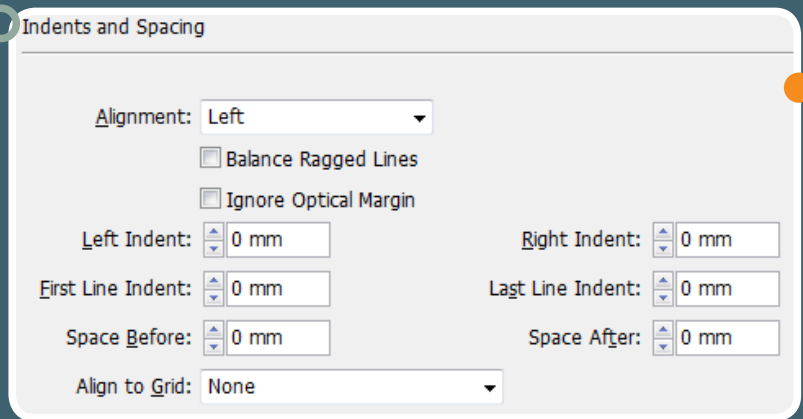 Indents and Spacing
Alignment: Left
Balance Ragged Lines
Ignore Optical Margin
Left Indent: 0 mm Right Indent: 0 mm
First Line Indent: 0 mm Last Line Indent: 0 mm
Space Before: 0 mm Space After: 0 mm
Align to Grid: None